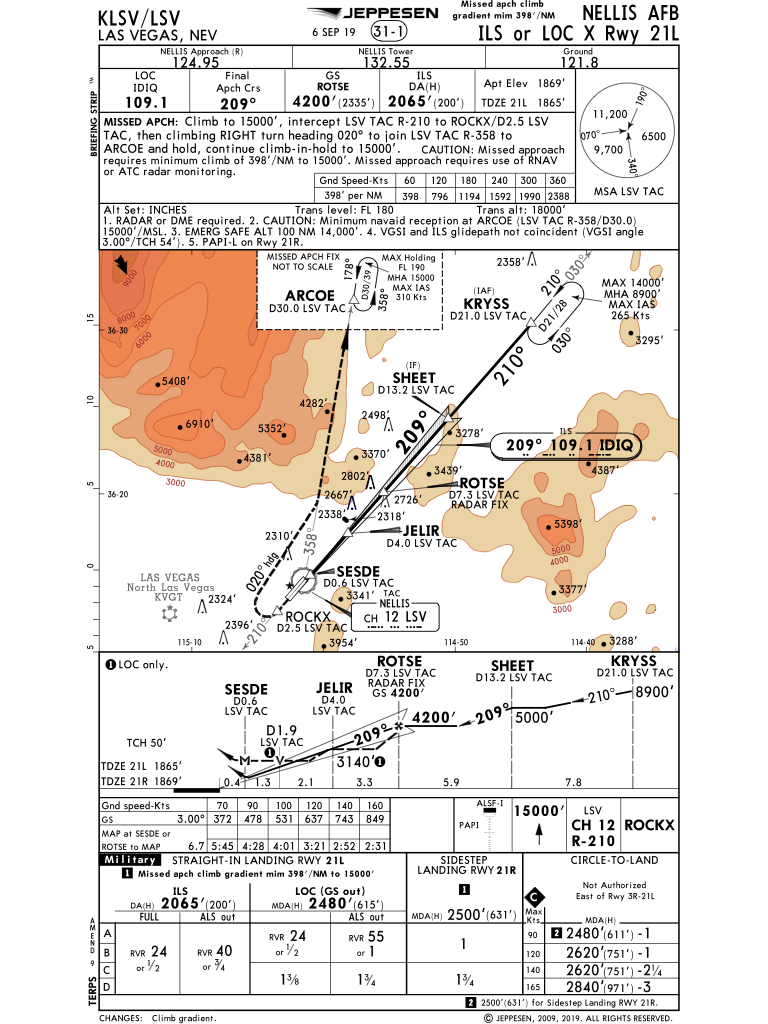 KLSV/LSV
LAS VEGAS, NEV
JEPPESEN
6 SEP 19
31-1
Missed apch climb
gradient mim 398'/NM
NELLIS AFB
ILS or LOC X Rwy 21L
BRIEFING STRIP TM
NELLIS Approach (R)
124.95
NELLIS Tower
132.55
Ground
121.8
LOC
IDIQ
109.1
Final
Apch Crs
209°
GS
ROTSE
4200' (2335')
ILS
DA(H)
2065' (200')
Apt Elev 1869'
TDZE 21L 1865'
MISSED APCH: Climb to 15000', intercept LSV TAC R-210 to ROCKX/D2.5 LSV
TAC, then climbing RIGHT turn heading 020° to join LSV TAC R-358 to
ARCOE and hold, continue climb-in-hold to 15000'. CAUTION: Missed approach
requires minimum climb of 398'/NM to 15000'. Missed approach requires use of RNAV
or ATC radar monitoring.
Gnd Speed-Kts 60 120 180 240 300 360
398' per NM 398 796 1194 1592 1990 2388
190°
11,200
070°
6500
9,700
340°
MSA LSV TAC
Alt Set: INCHES Trans level: FL 180 Trans alt: 18000'
1. RADAR or DME required. 2. CAUTION: Minimum navaid reception at ARCOE (LSV TAC R-358/D30.0)
15000'/MSL. 3. EMERG SAFE ALT 100 NM 14,000'. 4. VGSI and ILS glidepath not coincident (VGSI angle
3.00°/TCH 54'). 5. PAPI-L on Rwy 21R.
MISSED APCH FIX
NOT TO SCALE
178°
D30/39
358°
MAX Holding
FL 190
MHA 15000
MAX IAS
310 Kts
ARCOE
D30.0 LSV TAC
2358'
210°
030°
(IAF)
KRYSS
D21.0 LSV TAC
D21/28
MAX 14000'
MHA 8900'
MAX IAS
265 Kts
030°
3295'
9000
8000
7000
6000
36-30
15
210°
(IF)
SHEET
D13.2 LSV TAC
5408'
6910'
5352'
4282'
4381'
5000
4000
3000
10
2498'
209°
3278'
ILS
209° 109.1 IDIQ
4387'
3370'
2802'
3439'
2667'
2726'
ROTSE
D7.3 LSV TAC
RADAR FIX
5
36-20
2338'
2318'
JELIR
D4.0 LSV TAC
5398'
5000
4000
2310'
358°
020° hdg
0
SESDE
D0.6 LSV TAC
3341'
3377'
3000
LAS VEGAS
North Las Vegas
KVGT
2324'
2396'
ROCKX
D2.5 LSV TAC
210°
TAC
NELLIS
CH 12 LSV
3954'
3288'
5
115-10
114-50
114-40
1 LOC only.
SESDE
D0.6
LSV TAC
JELIR
D4.0
LSV TAC
ROTSE
D7.3 LSV TAC
RADAR FIX
GS 4200'
SHEET
D13.2 LSV TAC
KRYSS
D21.0 LSV TAC
D1.9
LSV TAC
1
TCH 50'
M
V
209°
3140' 1
4200'
209°
5000'
210°
8900'
TDZE 21L 1865'
TDZE 21R 1869'
0.4 1.3 2.1 3.3 5.9 7.8
Gnd speed-Kts 70 90 100 120 140 160
GS 3.00° 372 478 531 637 743 849
MAP at SESDE or
ROTSE to MAP 6.7 5:45 4:28 4:01 3:21 2:52 2:31
ALSF-I
PAPI
15000'
LSV
CH 12
R-210
ROCKX
Military STRAIGHT-IN LANDING RWY 21L
1 Missed apch climb gradient mim 398'/NM to 15000'
SIDESTEP
LANDING RWY 21R
1
CIRCLE-TO-LAND
ILS
DA(H) 2065' (200')
FULL
ALS out
LOC (GS out)
MDA(H) 2480' (615')
ALS out
MDA(H) 2500' (631')
C
Not Authorized
East of Rwy 3R-21L
Max
Kts
MDA(H)
A
B
C
D
RVR 24
or 1/2
RVR 40
or 3/4
RVR 24
or 1/2
RVR 55
or 1
1
1 3/8
1 3/4
1 3/4
90 2 2480' (611') -1
120 2620' (751') -1
140 2620' (751') -2 1/4
165 2840' (971') -3
2 2500' (631') for Sidestep Landing RWY 21R.
AMEND 9
TERPS
CHANGES: Climb gradient.
© JEPPESEN, 2009, 2019. ALL RIGHTS RESERVED.